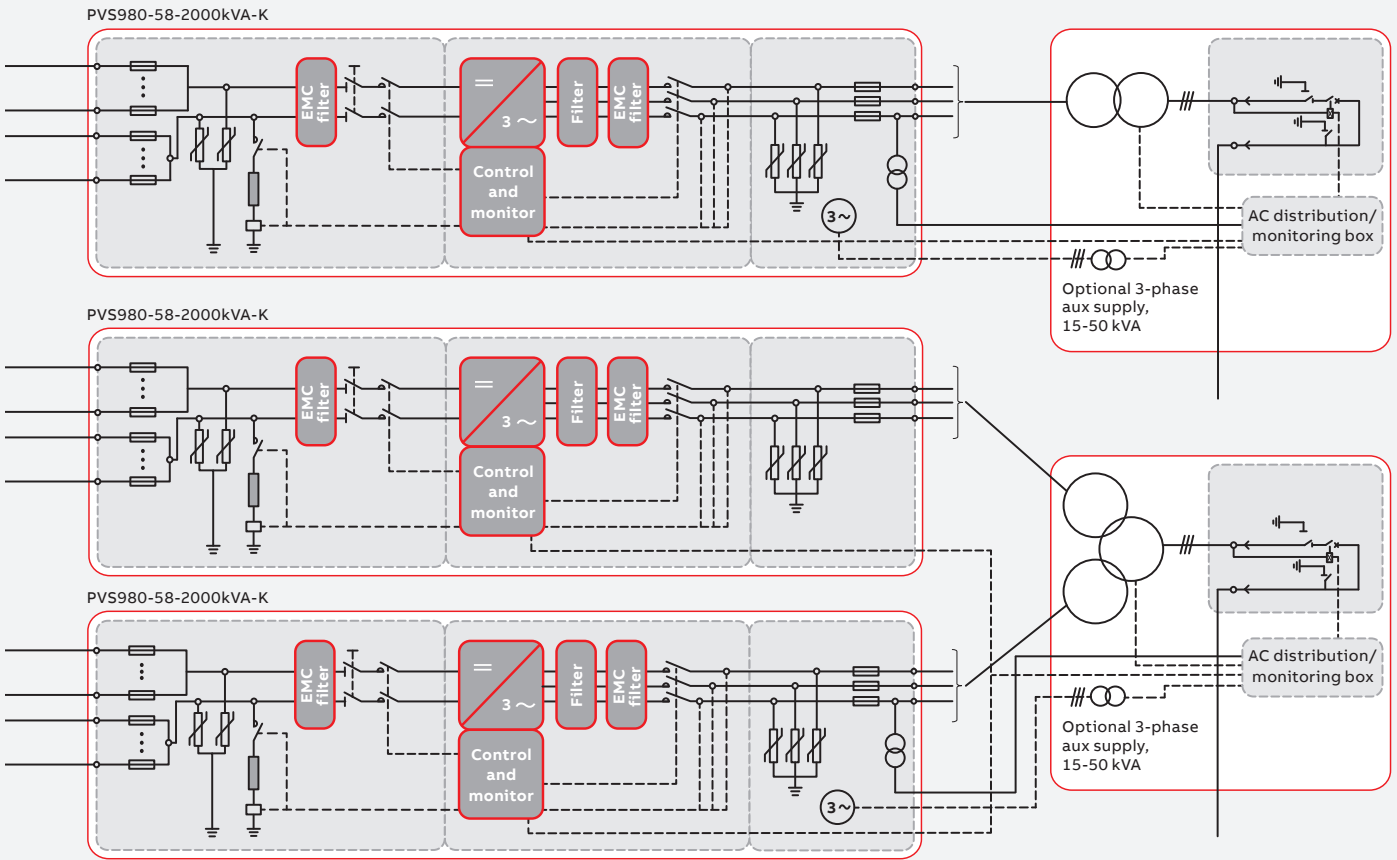 PVS980-58-2000kVA-K
EMC
filter
3 ~
Filter
EMC
filter
Control
and
monitor
3~
AC distribution/
monitoring box
Optional 3-phase
aux supply,
15-50 kVA
PVS980-58-2000kVA-K
EMC
filter
3 ~
Filter
EMC
filter
Control
and
monitor
PVS980-58-2000kVA-K
EMC
filter
3 ~
Filter
EMC
filter
Control
and
monitor
3~
AC distribution/
monitoring box
Optional 3-phase
aux supply,
15-50 kVA